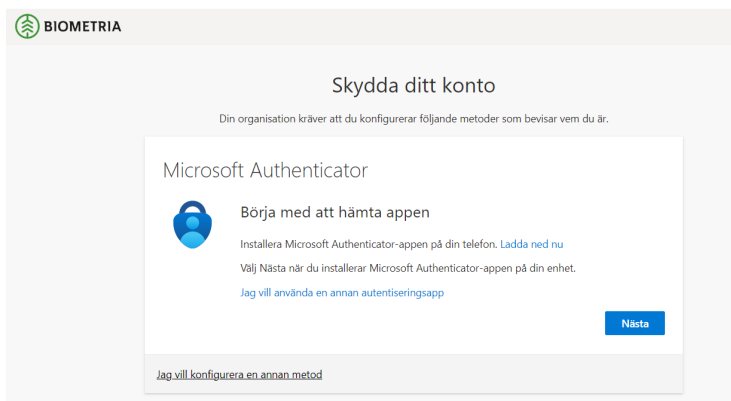 BIOMETRIA
Skydda ditt konto
Din organisation kräver att du konfigurerar följande metoder som bevisar vem du är.
Microsoft Authenticator
Börja med att hämta appen
Installera Microsoft Authenticator-appen på din telefon. Ladda ned nu
Välj Nästa när du installerar Microsoft Authenticator-appen på din enhet.
Jag vill använda en annan autentiseringsapp
Nästa
Jag vill konfigurera en annan metod